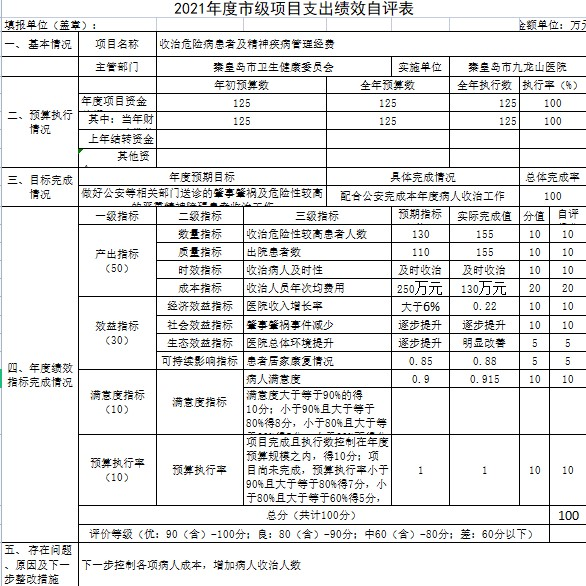 2021年度市级项目支出绩效自评表
填报单位（盖章）： 金额单位：万元
一、 基本情况 项目名称 收治危险病患者及精神疾病管理经费
主管部门 秦皇岛市卫生健康委员会 实施单位 秦皇岛市九龙山医院
二、预算执行情况 年初预算数 全年预算数 全年执行数 执行率（%）
年度项目资金 125 125 125 100
其中：当年财 125 125 125 100
上年结转资金
其他资
三、目标完成情况 年度预期目标 具体完成情况 总体完成率
做好公安等相关部门送诊的肇事肇祸及危险性较高 配合公安完成本年度病人收治工作 100
四、年度绩效指标完成情况 一级指标 二级指标 三级指标 预期指标 实际完成值 分值 自评
产出指标（50） 数量指标 收治危险性较高患者人数 130 155 10 10
质量指标 出院患者数 110 155 10 10
时效指标 收治病人及时性 及时收治 及时收治 10 10
成本指标 收治人员年次均费用 250万元 130万元 20 20
效益指标（30） 经济效益指标 医院收入增长率 大于6% 0.22 10 10
社会效益指标 肇事肇祸事件减少 逐步提升 逐步提升 10 10
生态效益指标 医院总体环境提升 逐步提升 明显改善 5 5
可持续影响指标 患者居家康复情况 0.85 0.88 5 5
满意度指标（10） 满意度指标 病人满意度 0.9 0.915 10 10
满意度大于等于90%的得
10分；小于90%且大于等于
80%得8分，小于80%且大于等
预算执行率（10） 预算执行率 项目完成且执行数控制在年度
预算规模之内，得10分；项
目尚未完成，预算执行率小于
90%且大于等于80%得7分，小
于80%且大于等于60%得5分， 1 1 10 10
总分（共计100分） 100
评价等级（优：90（含）-100分；良：80（含）-90分；中60（含）-80分；差：60分以下）
五、 存在问题、原因及下一步整改措施 下一步控制各项病人成本，增加病人收治人数